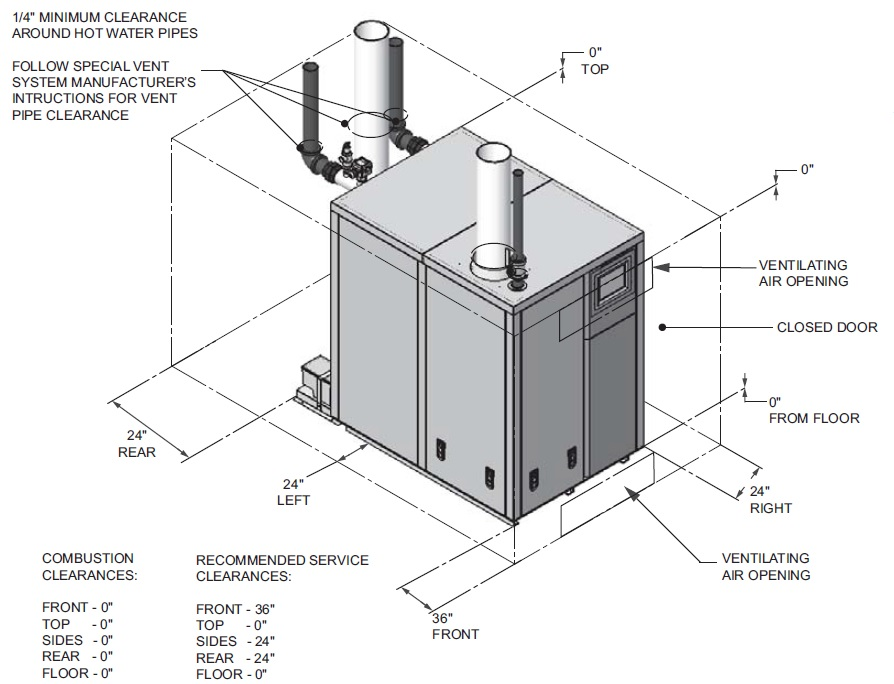 1/4" MINIMUM CLEARANCE
AROUND HOT WATER PIPES
FOLLOW SPECIAL VENT
SYSTEM MANUFACTURER'S
INTRUCTIONS FOR VENT
PIPE CLEARANCE
0"
TOP
0"
VENTILATING
AIR OPENING
CLOSED DOOR
0"
FROM FLOOR
24"
REAR
24"
LEFT
24"
RIGHT
VENTILATING
AIR OPENING
36"
FRONT
COMBUSTION
CLEARANCES:
FRONT - 0"
TOP - 0"
SIDES - 0"
REAR - 0"
FLOOR - 0"
RECOMMENDED SERVICE
CLEARANCES:
FRONT - 36"
TOP - 0"
SIDES - 24"
REAR - 24"
FLOOR - 0"